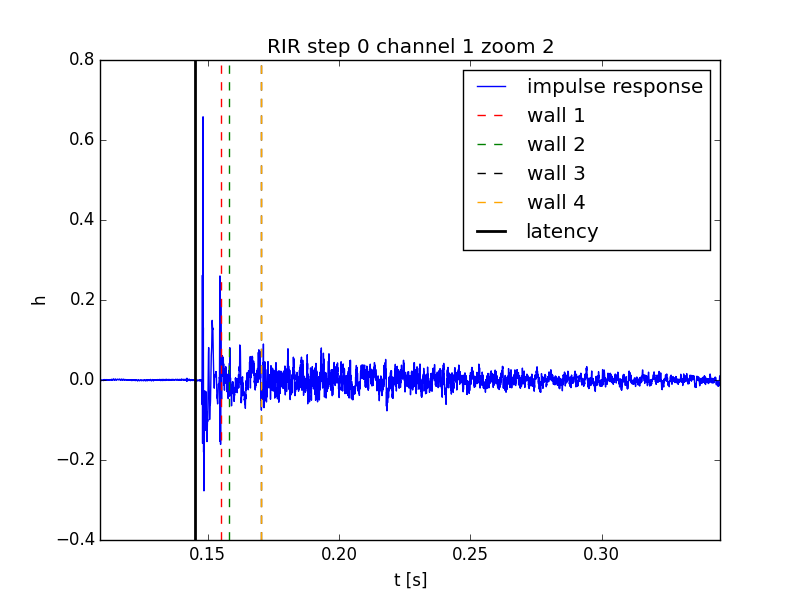 RIR step 0 channel 1 zoom 2
impulse response
wall 1
wall 2
wall 3
wall 4
latency
0.8
0.6
0.4
0.2
0.0
−0.2
−0.4
h
0.15
0.20
0.25
0.30
t [s]